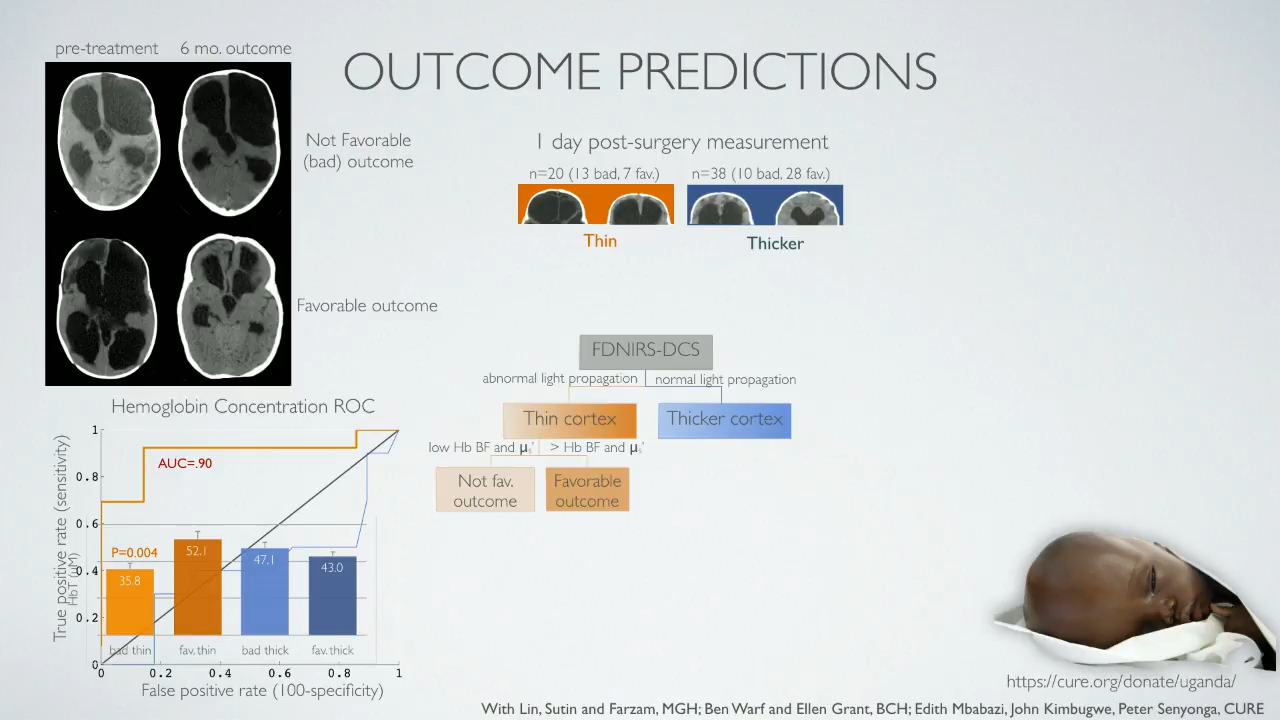 pre-treatment 6 mo. outcome
OUTCOME PREDICTIONS
Not Favorable
(bad) outcome
1 day post-surgery measurement
n=20 (13 bad, 7 fav.)
n=38 (10 bad, 28 fav.)
Thin
Thicker
Favorable outcome
FDNIRS-DCS
abnormal light propagation
normal light propagation
Thin cortex
Thicker cortex
low Hb BF and μs'
> Hb BF and μs'
Not fav.
outcome
Favorable
outcome
Hemoglobin Concentration ROC
True positive rate (sensitivity)
HbT (μM)
1
0.8
0.6
0.4
0.2
0
AUC=.90
P=0.004
35.8
52.1
47.1
43.0
bad thin
fav. thin
bad thick
fav. thick
0 0.2 0.4 0.6 0.8 1
False positive rate (100-specificity)
https://cure.org/donate/uganda/
With Lin, Sutin and Farzam, MGH; Ben Warf and Ellen Grant, BCH; Edith Mbabazi, John Kimbugwe, Peter Senyonga, CURE